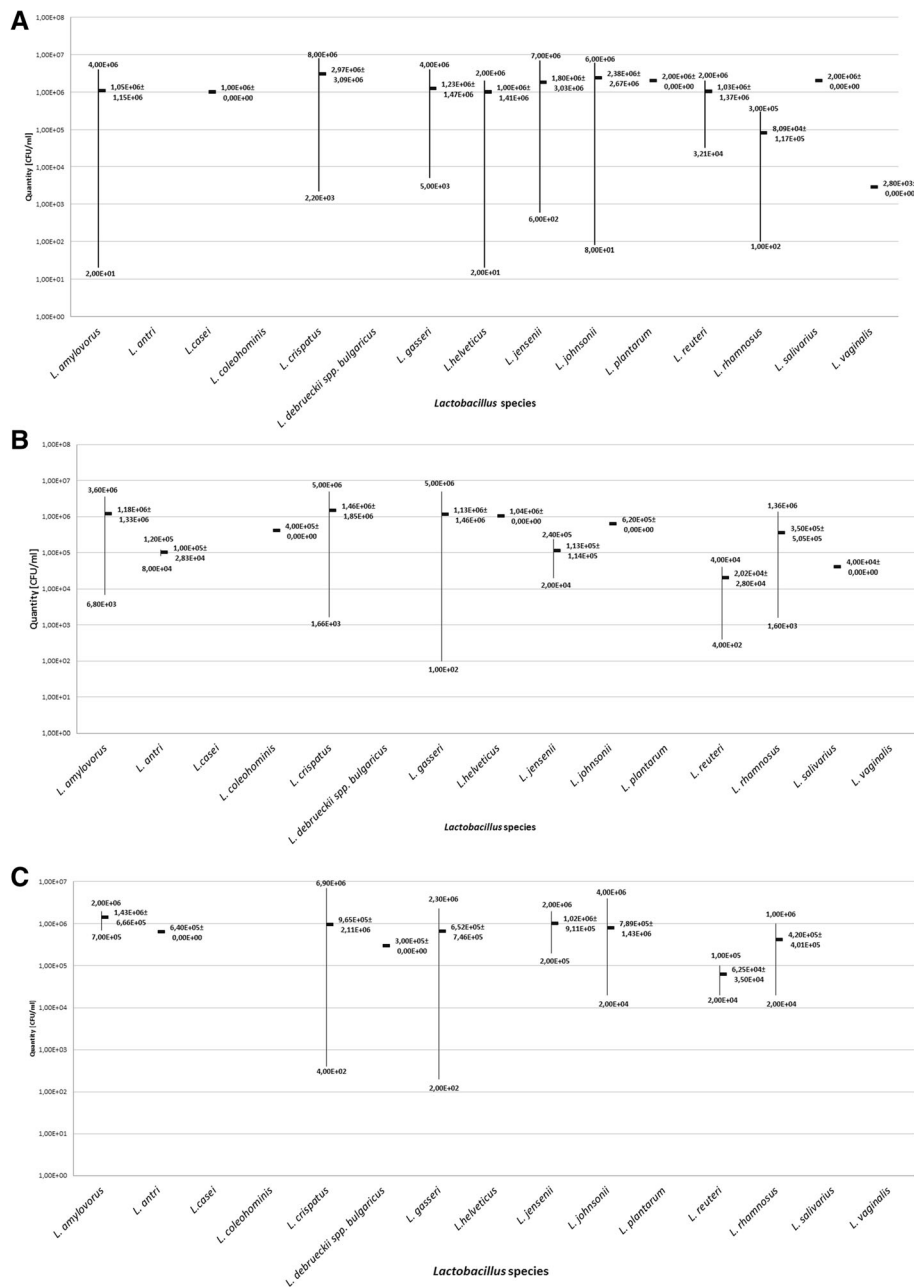 A
1,00E+08
1,00E+07
1,00E+06
1,00E+05
1,00E+04
1,00E+03
1,00E+02
1,00E+01
1,00E+00
Quantity [CFU/ml]
4,00E+06
1,05E+06±
1,15E+06
2,00E+01
1,00E+06±
0,00E+00
8,00E+06
2,97E+06±
3,09E+06
2,20E+03
4,00E+06
1,23E+06±
1,47E+06
5,00E+03
2,00E+06
1,00E+06±
1,41E+06
2,00E+01
7,00E+06
1,80E+06±
3,03E+06
6,00E+02
6,00E+06
2,38E+06±
2,67E+06
8,00E+01
2,00E+06±
0,00E+00
2,00E+06
1,03E+06±
1,37E+06
3,21E+04
3,00E+05
8,09E+04±
1,17E+05
1,00E+02
2,00E+06±
0,00E+00
2,80E+03±
0,00E+00
L. amylovorus
L. antri
L.casei
L. coleohominis
L. crispatus
L. debrueckii spp. bulgaricus
L. gasseri
L.helveticus
L. jensenii
L. johnsonii
L. plantarum
L. reuteri
L. rhamnosus
L. salivarius
L. vaginalis
Lactobacillus species
B
1,00E+08
1,00E+07
1,00E+06
1,00E+05
1,00E+04
1,00E+03
1,00E+02
1,00E+01
1,00E+00
Quantity [CFU/ml]
3,60E+06
1,18E+06±
1,33E+06
6,80E+03
1,20E+05
1,00E+05±
2,83E+04
8,00E+04
4,00E+05±
0,00E+00
5,00E+06
1,46E+06±
1,85E+06
1,66E+03
5,00E+06
1,13E+06±
1,46E+06
1,00E+02
1,04E+06±
0,00E+00
2,40E+05
1,13E+05±
1,14E+05
2,00E+04
6,20E+05±
0,00E+00
4,00E+04
2,02E+04±
2,80E+04
4,00E+02
1,36E+06
3,50E+05±
5,05E+05
1,60E+03
4,00E+04±
0,00E+00
L. amylovorus
L. antri
L.casei
L. coleohominis
L. crispatus
L. debrueckii spp. bulgaricus
L. gasseri
L.helveticus
L. jensenii
L. johnsonii
L. plantarum
L. reuteri
L. rhamnosus
L. salivarius
L. vaginalis
Lactobacillus species
C
1,00E+07
1,00E+06
1,00E+05
1,00E+04
1,00E+03
1,00E+02
1,00E+01
1,00E+00
Quantity [CFU/ml]
2,00E+06
1,43E+06±
6,66E+05
7,00E+05
6,40E+05±
0,00E+00
6,90E+06
9,65E+05±
2,11E+06
4,00E+02
3,00E+05±
0,00E+00
2,30E+06
6,52E+05±
7,46E+05
2,00E+02
2,00E+06
1,02E+06±
9,11E+05
2,00E+05
4,00E+06
7,89E+05±
1,43E+06
2,00E+04
1,00E+05
6,25E+04±
3,50E+04
2,00E+04
1,00E+06
4,20E+05±
4,01E+05
2,00E+04
L. amylovorus
L. antri
L.casei
L. coleohominis
L. crispatus
L. debrueckii spp. bulgaricus
L. gasseri
L.helveticus
L. jensenii
L. johnsonii
L. plantarum
L. reuteri
L. rhamnosus
L. salivarius
L. vaginalis
Lactobacillus species